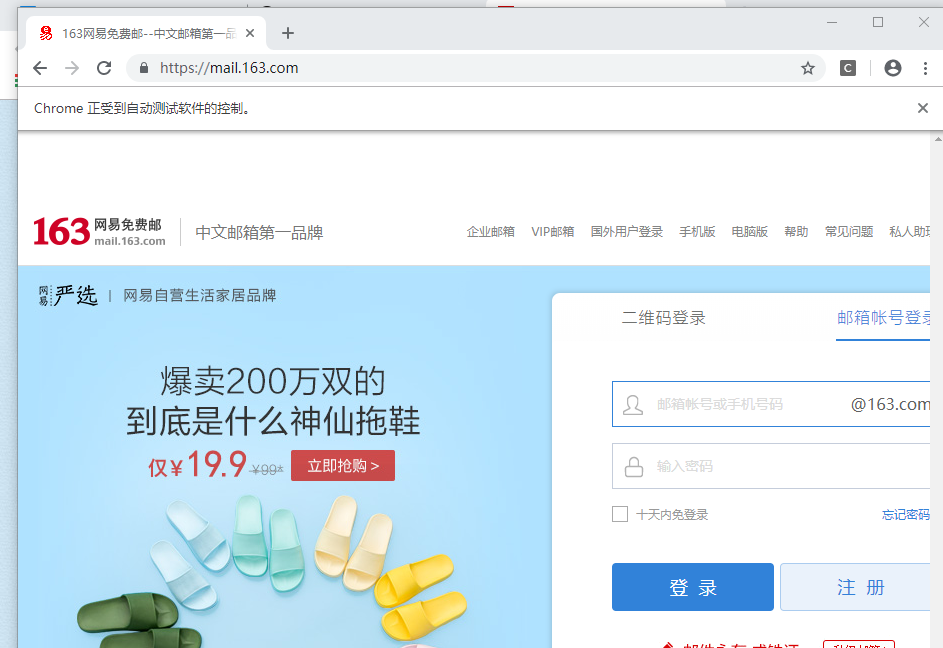 163网易免费邮--中文邮箱第一品
https://mail.163.com
Chrome 正受到自动测试软件的控制。
163 网易免费邮 mail.163.com 中文邮箱第一品牌
企业邮箱 VIP邮箱 国外用户登录 手机版 电脑版 帮助 常见问题 私人助理
网易严选 | 网易自营生活家居品牌
二维码登录 邮箱帐号登录
爆卖200万双的
到底是什么神仙拖鞋
仅¥19.9 ¥99* 立即抢购 >
邮箱帐号或手机号码 @163.com
输入密码
十天内免登录 忘记密码
登 录 注 册